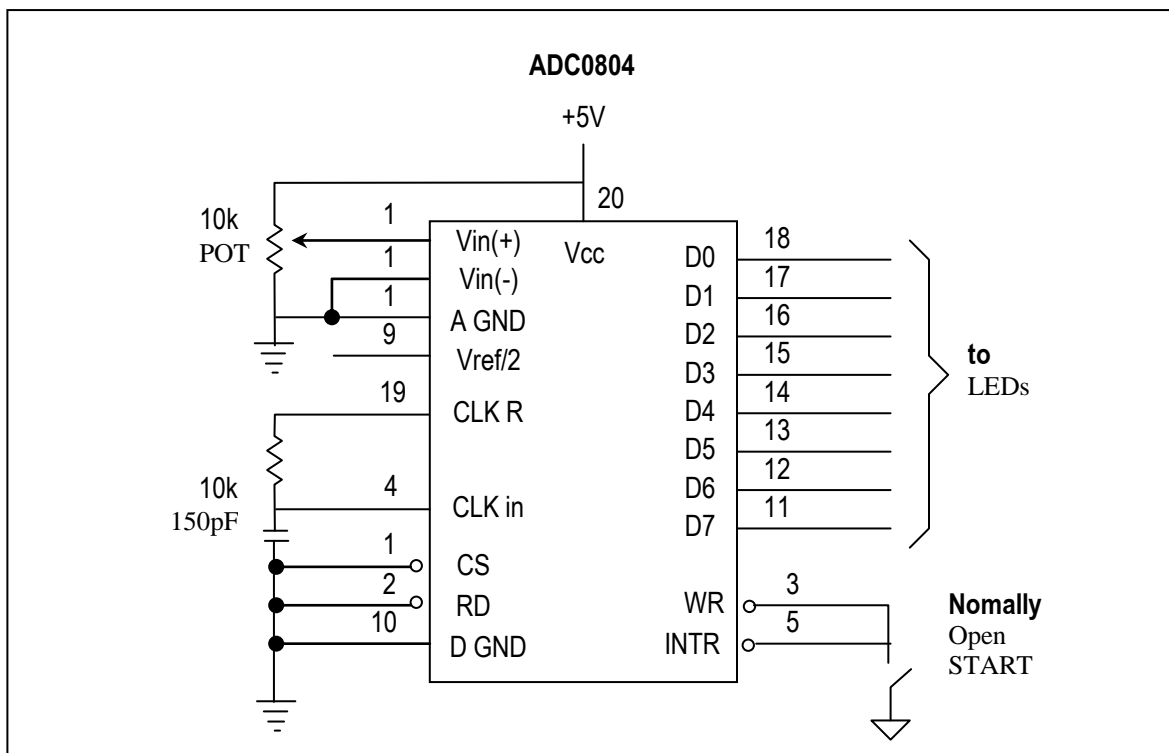 ADC0804
+5V
20
10k
POT
1
Vin(+)
Vcc
1
Vin(-)
1
A GND
9
Vref/2
19
CLK R
10k
150pF
4
CLK in
1
CS
2
RD
10
D GND
D0
18
D1
17
D2
16
D3
15
D4
14
D5
13
D6
12
D7
11
to
LEDs
WR
3
INTR
5
Nomally
Open
START